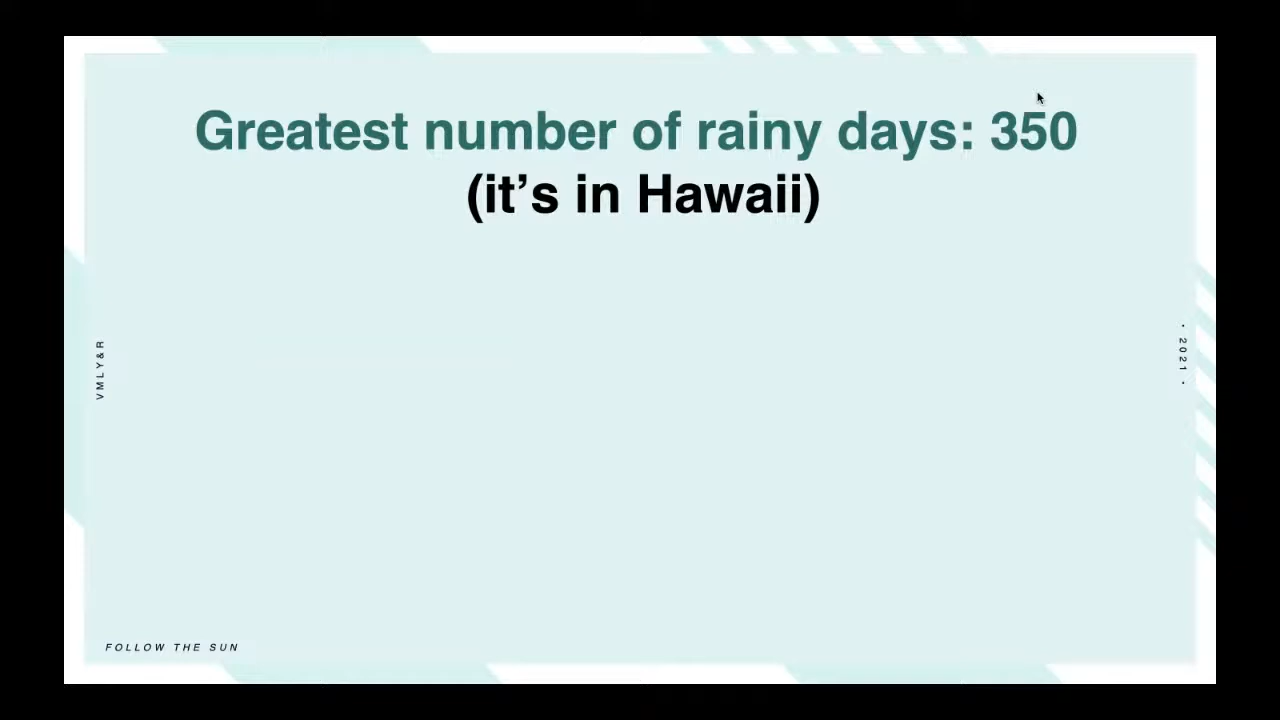 Greatest number of rainy days: 350
(it’s in Hawaii)
VMLY&R
• 2021 •
FOLLOW THE SUN